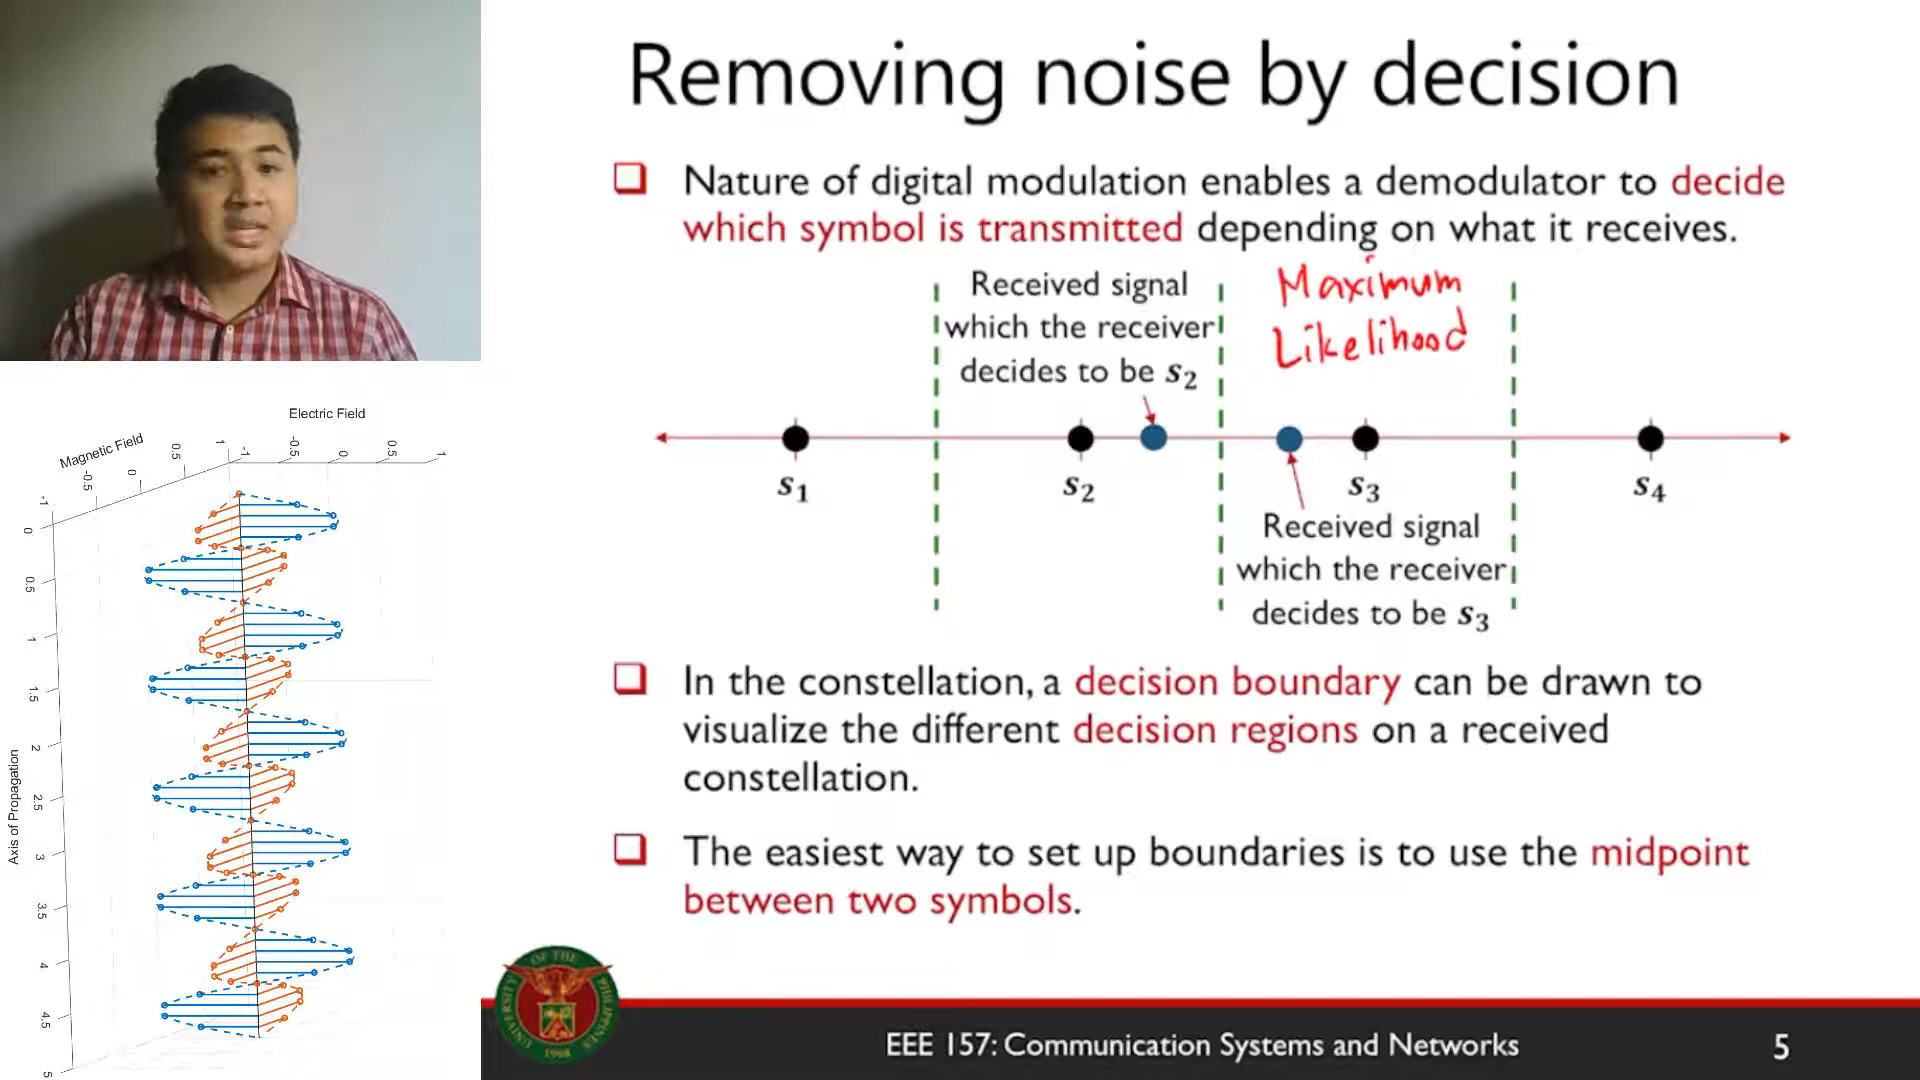 Removing noise by decision
❑ Nature of digital modulation enables a demodulator to decide
which symbol is transmitted depending on what it receives.
Received signal
which the receiver
decides to be s2
Maximum
Likelihood
s1
s2
s3
s4
Received signal
which the receiver
decides to be s3
❑ In the constellation, a decision boundary can be drawn to
visualize the different decision regions on a received
constellation.
❑ The easiest way to set up boundaries is to use the midpoint
between two symbols.
EEE 157: Communication Systems and Networks
5
UNIVERSITY OF THE PHILIPPINES
1908
Electric Field
-1 -0.5 0 0.5 1
Magnetic Field
-1 -0.5 0 0.5 1
Axis of Propagation
0
0.5
1
1.5
2
2.5
3
3.5
4
4.5
5